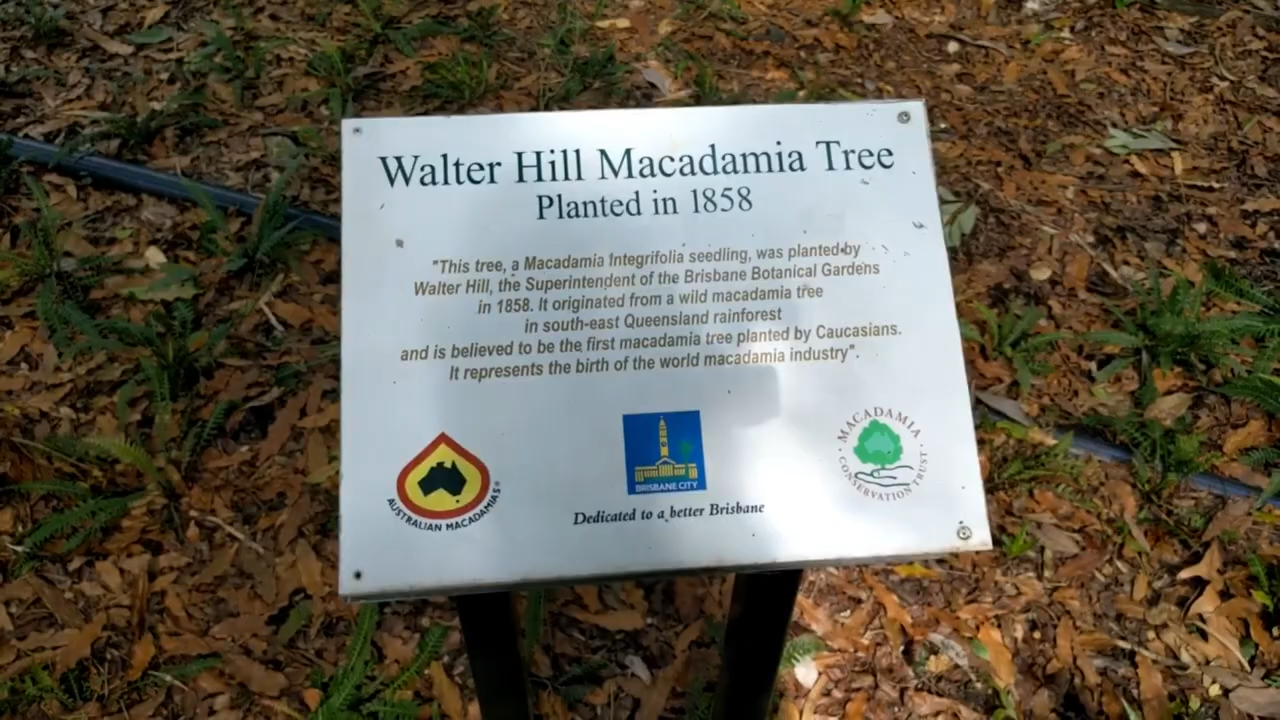 Walter Hill Macadamia Tree
Planted in 1858
"This tree, a Macadamia Integrifolia seedling, was planted by
Walter Hill, the Superintendent of the Brisbane Botanical Gardens
in 1858. It originated from a wild macadamia tree
in south-east Queensland rainforest
and is believed to be the first macadamia tree planted by Caucasians.
It represents the birth of the world macadamia industry".
AUSTRALIAN MACADAMIAS®
BRISBANE CITY
Dedicated to a better Brisbane
· MACADAMIA ·
CONSERVATION TRUST